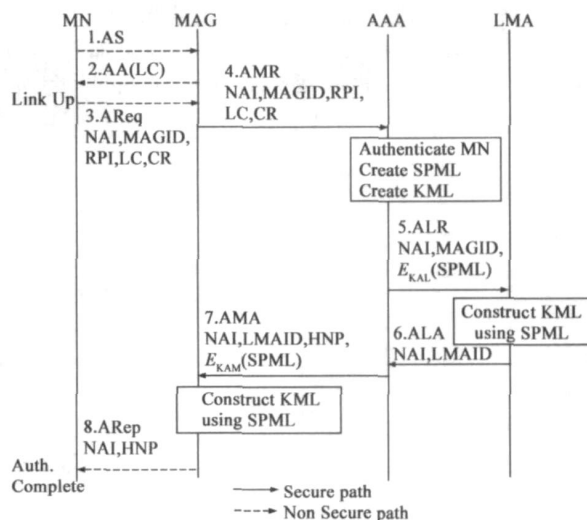 MN MAG AAA LMA
1.AS
2.AA(LC)
Link Up
3.AReq
NAI,MAGID,
RPI,LC,CR
4.AMR
NAI,MAGID,RPI,
LC,CR
Authenticate MN
Create SPML
Create KML
5.ALR
NAI,MAGID,
E_KAL(SPML)
Construct KML
using SPML
6.ALA
NAI,LMAID
7.AMA
NAI,LMAID,HNP,
E_KAM(SPML)
Construct KML
using SPML
8.ARep
NAI,HNP
Auth.
Complete
Secure path
Non Secure path